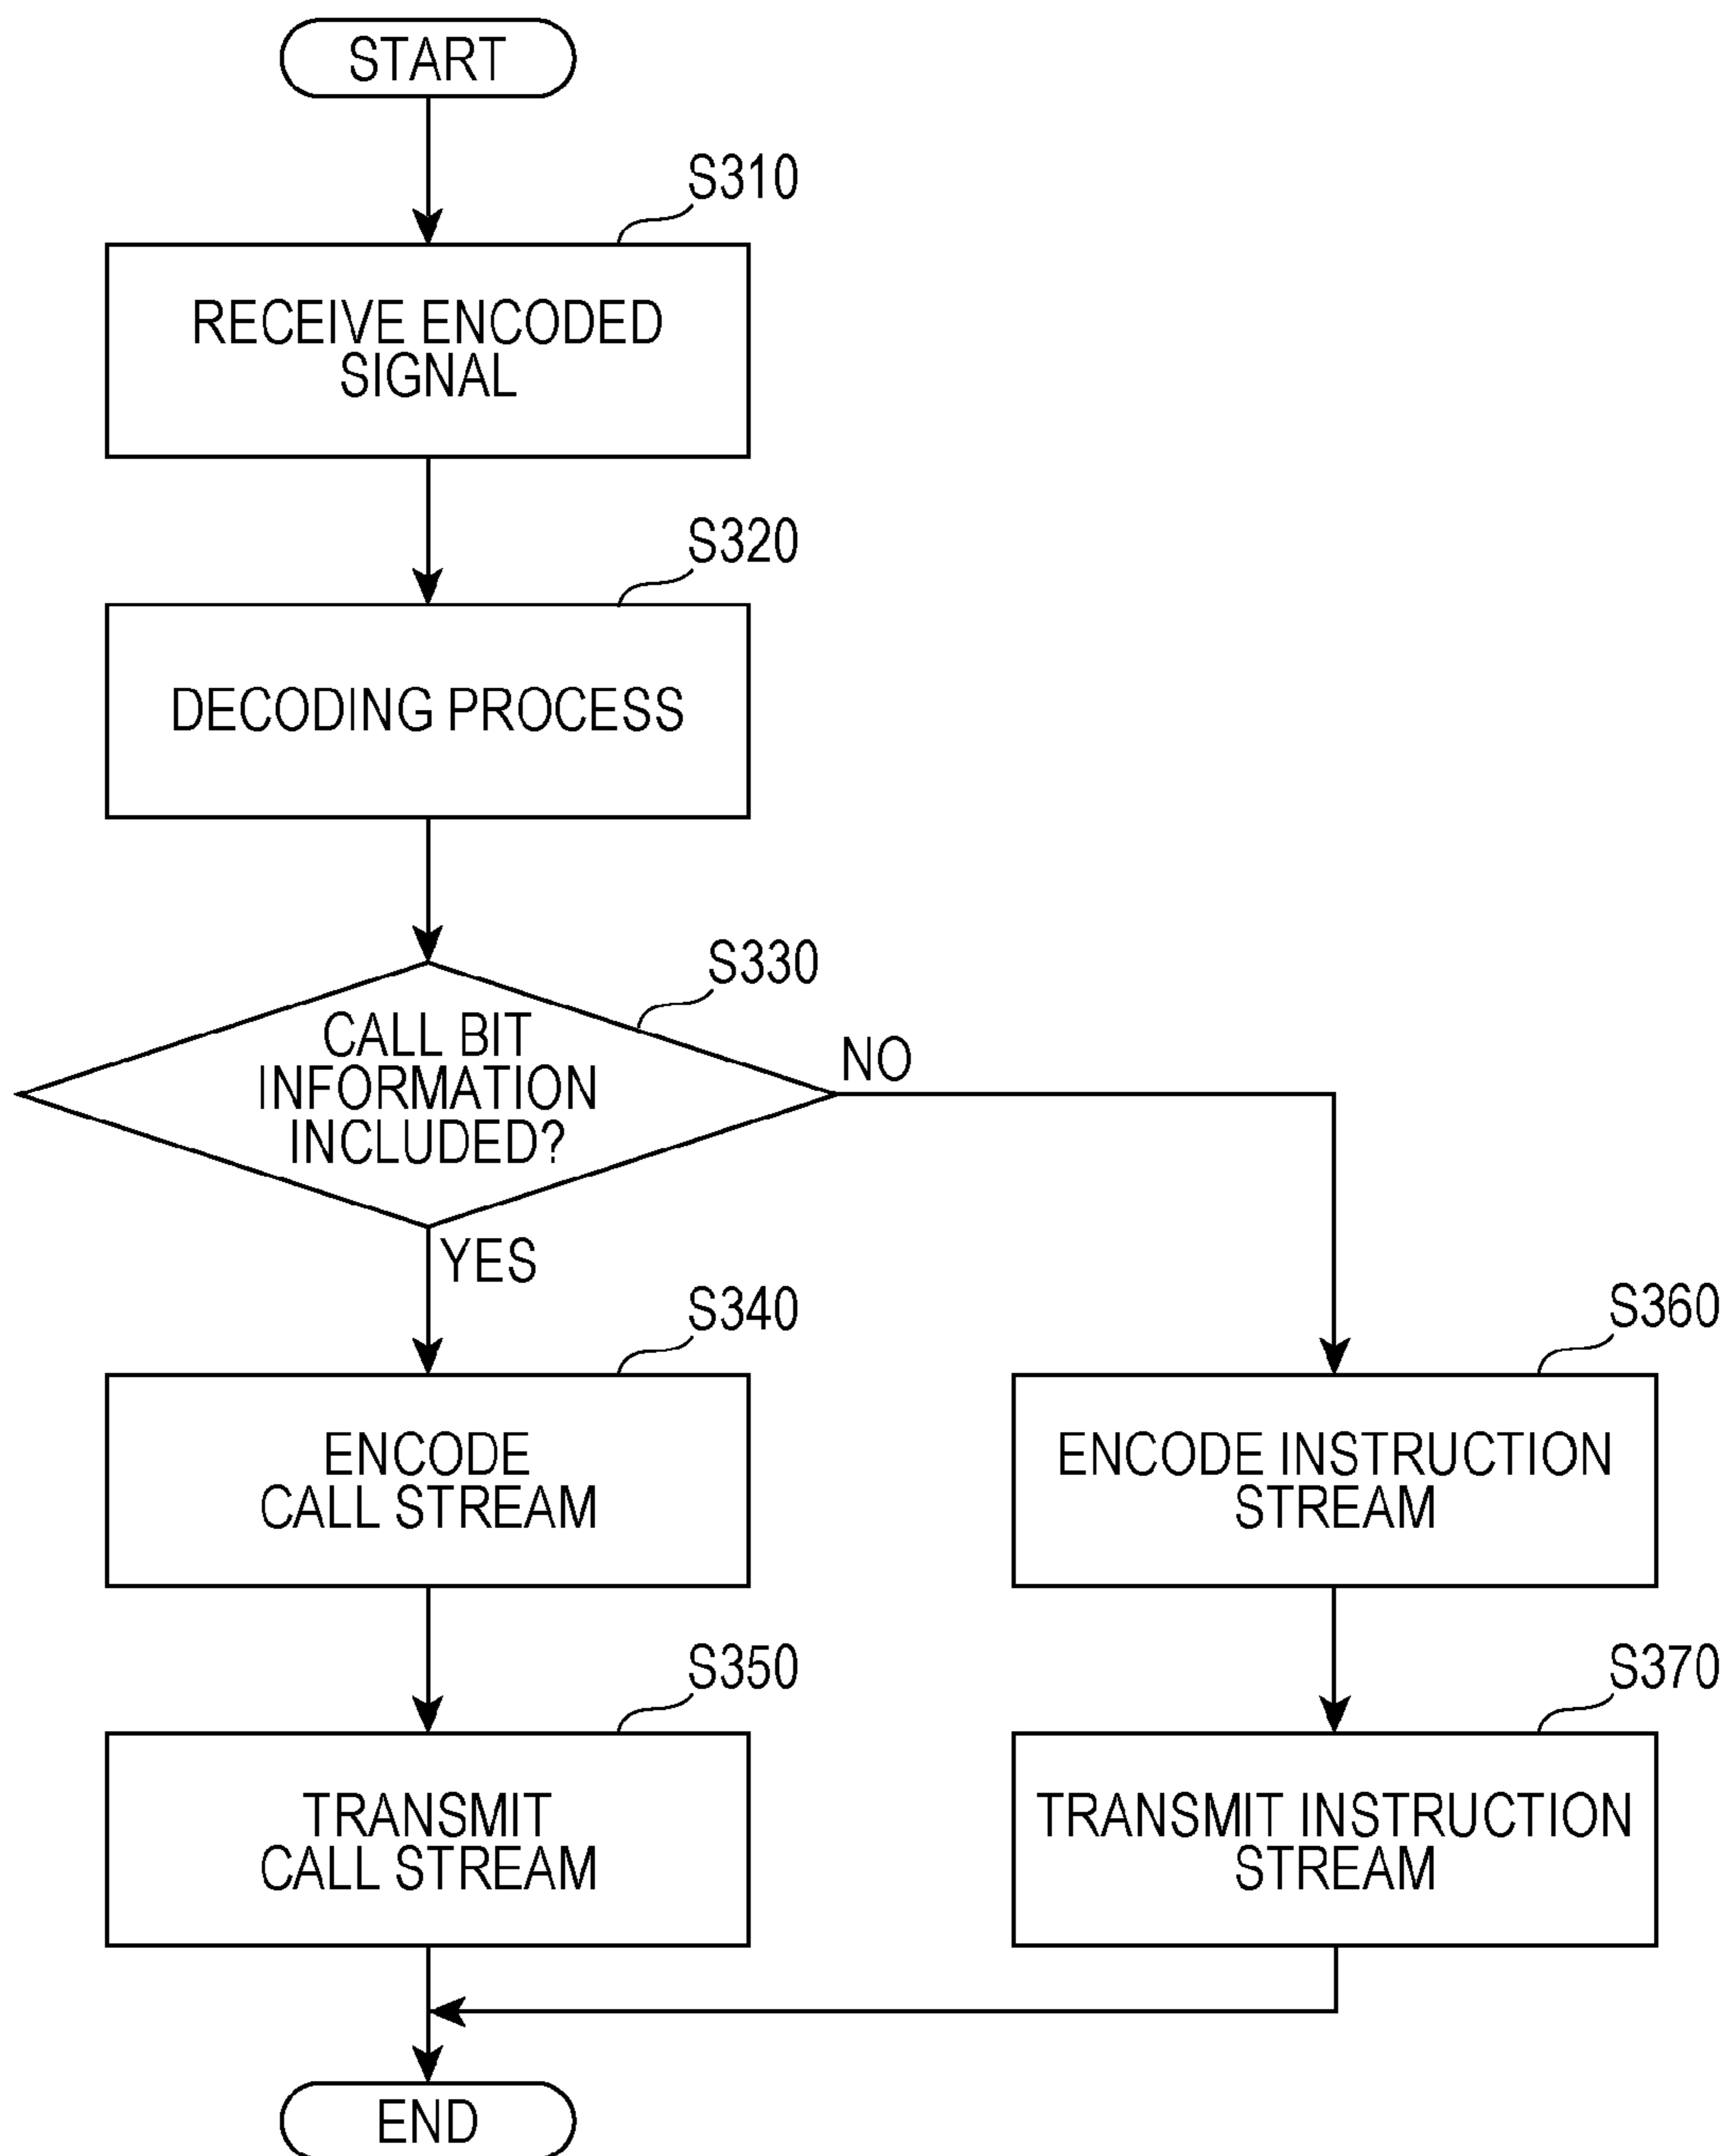 START
S310
RECEIVE ENCODED
SIGNAL
S320
DECODING PROCESS
S330
CALL BIT
INFORMATION
INCLUDED?
NO
YES
S340
ENCODE
CALL STREAM
S360
ENCODE INSTRUCTION
STREAM
S350
TRANSMIT
CALL STREAM
S370
TRANSMIT INSTRUCTION
STREAM
END